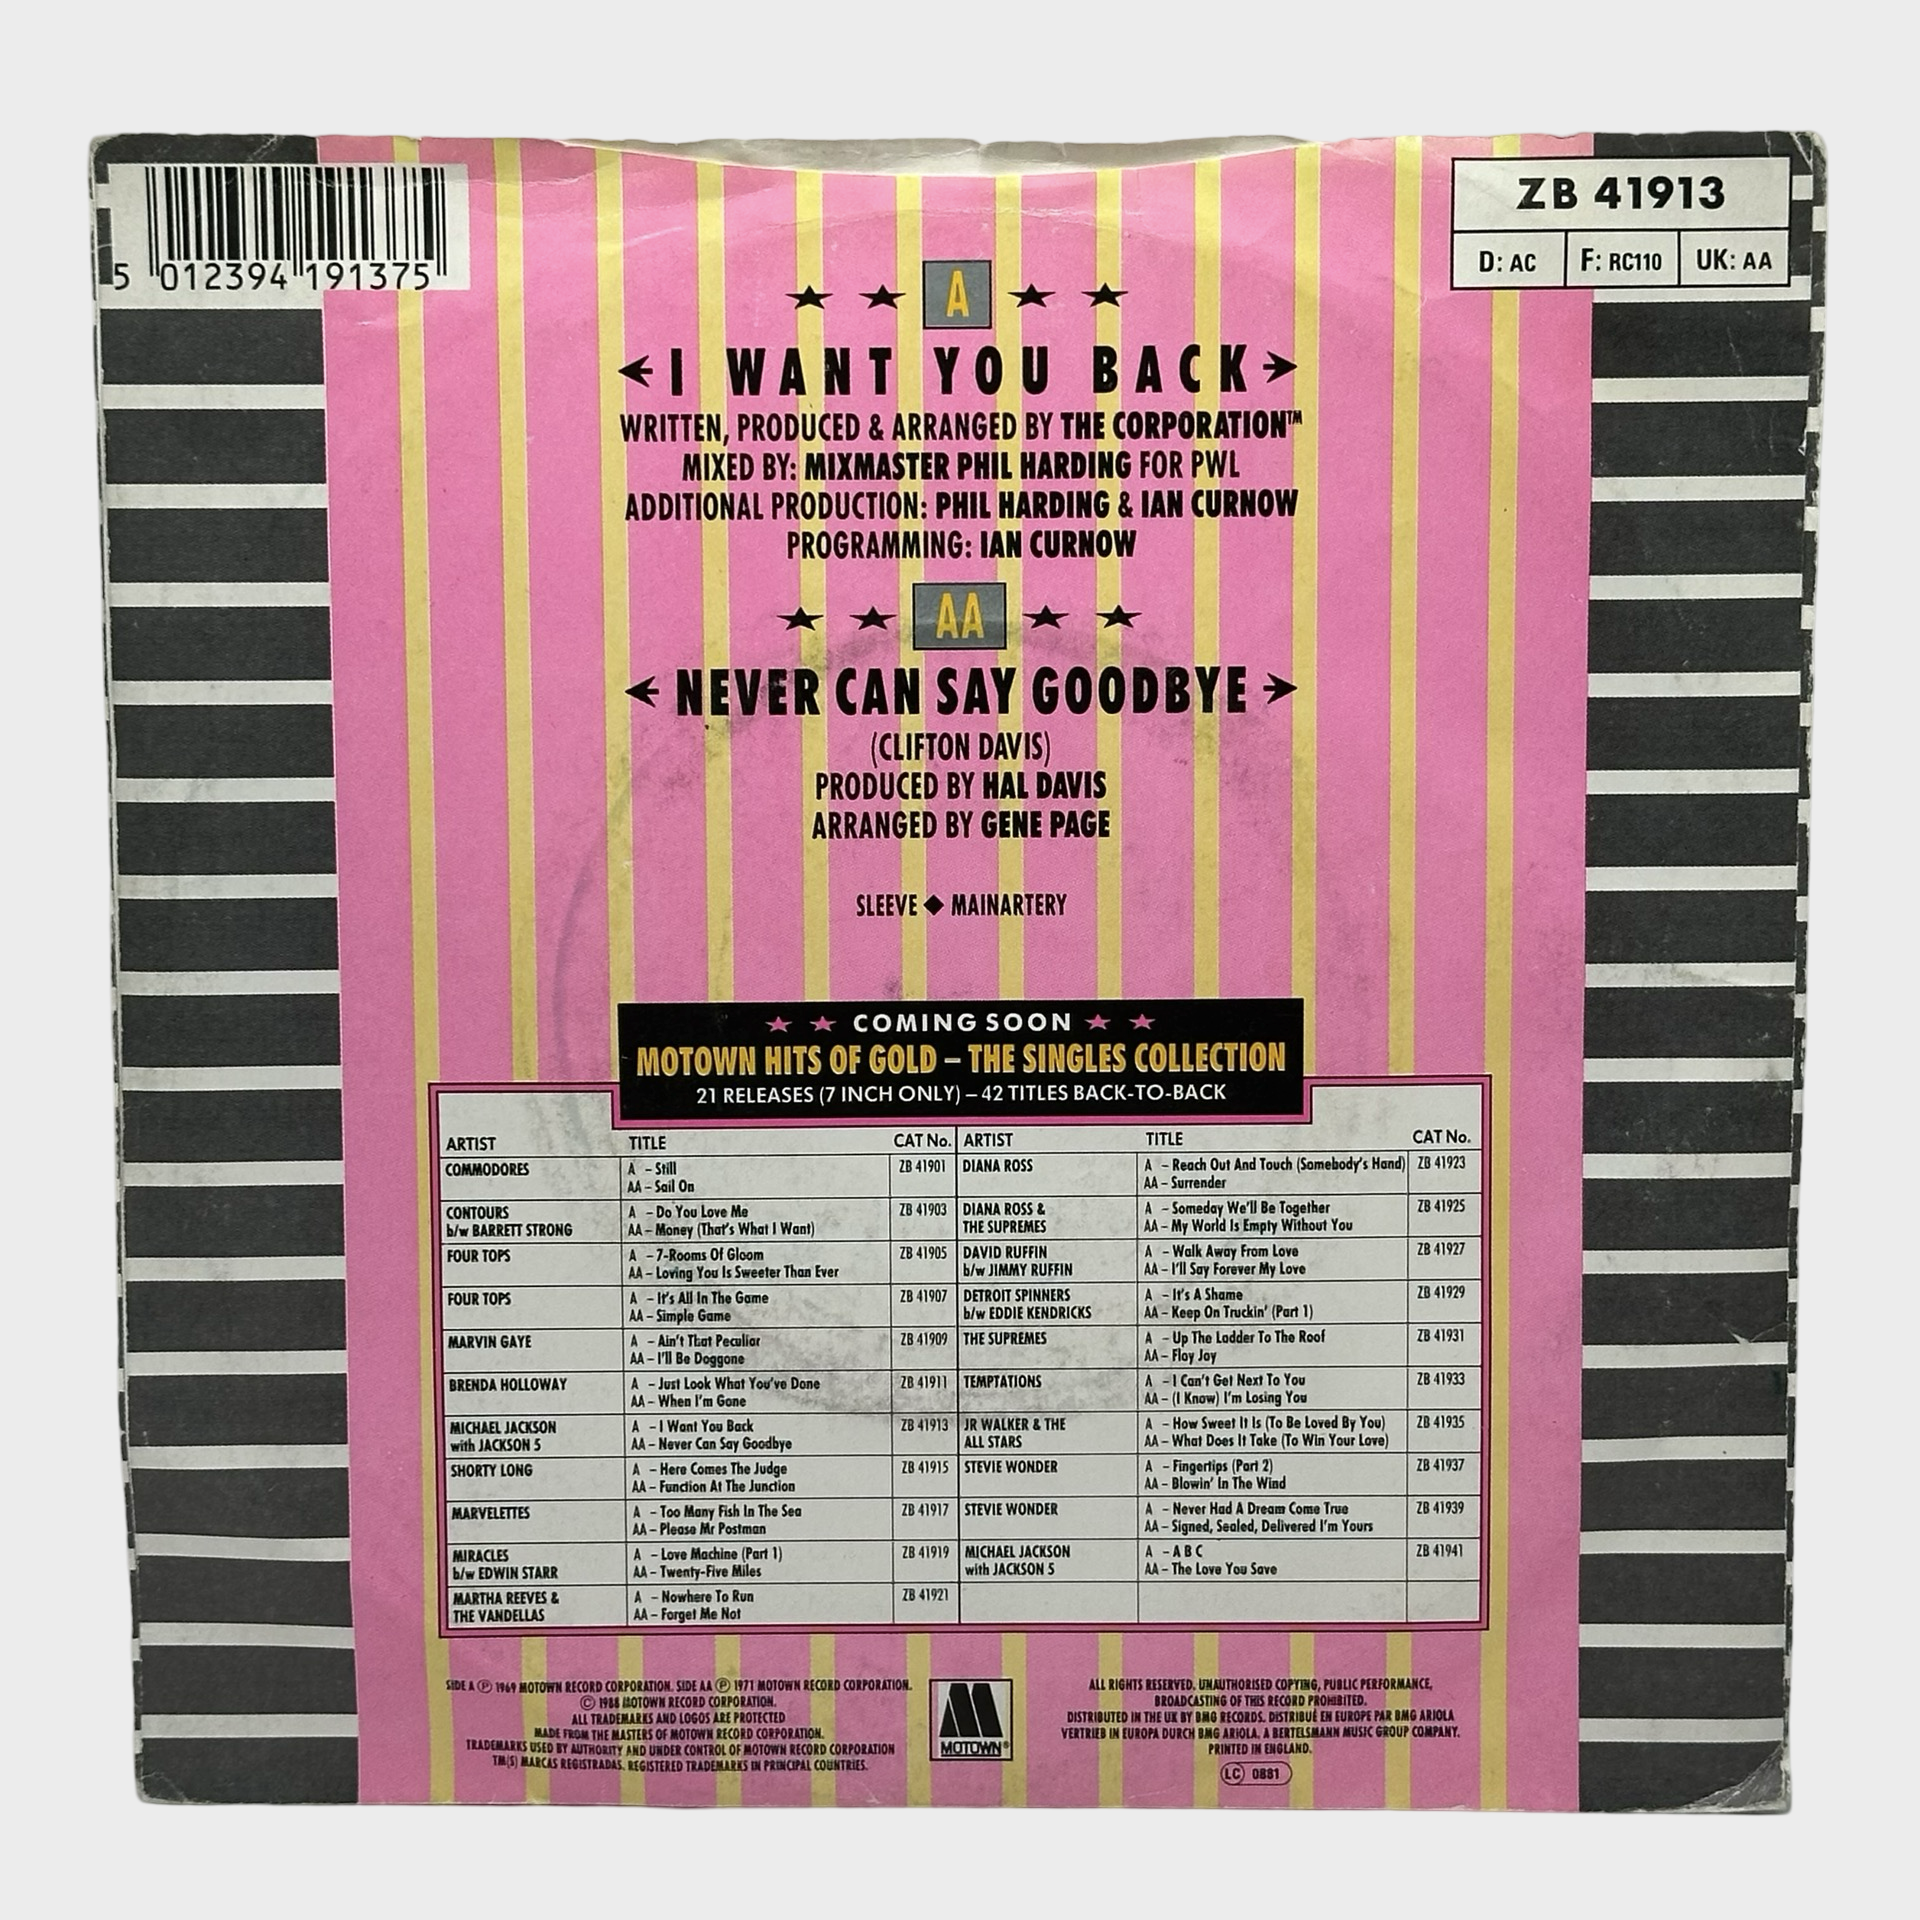 5 012394 191375
ZB 41913
D: AC F: RC110 UK: AA
A
I WANT YOU BACK
WRITTEN, PRODUCED & ARRANGED BY THE CORPORATION™
MIXED BY: MIXMASTER PHIL HARDING FOR PWL
ADDITIONAL PRODUCTION: PHIL HARDING & IAN CURNOW
PROGRAMMING: IAN CURNOW
AA
NEVER CAN SAY GOODBYE
(CLIFTON DAVIS)
PRODUCED BY HAL DAVIS
ARRANGED BY GENE PAGE
SLEEVE ◆ MAINARTERY
★ ★ COMING SOON ★ ★
MOTOWN HITS OF GOLD – THE SINGLES COLLECTION
21 RELEASES (7 INCH ONLY) – 42 TITLES BACK-TO-BACK
ARTIST TITLE CAT No.
COMMODORES A – Still ZB 41901
AA – Sail On
CONTOURS A – Do You Love Me ZB 41903
b/w BARRETT STRONG AA – Money (That's What I Want)
FOUR TOPS A – 7-Rooms Of Gloom ZB 41905
AA – Loving You Is Sweeter Than Ever
FOUR TOPS A – It's All In The Game ZB 41907
AA – Simple Game
MARVIN GAYE A – Ain't That Peculiar ZB 41909
AA – I'll Be Doggone
BRENDA HOLLOWAY A – Just Look What You've Done ZB 41911
AA – When I'm Gone
MICHAEL JACKSON A – I Want You Back ZB 41913
with JACKSON 5 AA – Never Can Say Goodbye
SHORTY LONG A – Here Comes The Judge ZB 41915
AA – Function At The Junction
MARVELETTES A – Too Many Fish In The Sea ZB 41917
AA – Please Mr Postman
MIRACLES A – Love Machine (Part 1) ZB 41919
b/w EDWIN STARR AA – Twenty-Five Miles
MARTHA REEVES & A – Nowhere To Run ZB 41921
THE VANDELLAS AA – Forget Me Not
ARTIST TITLE CAT No.
DIANA ROSS A – Reach Out And Touch (Somebody's Hand) ZB 41923
AA – Surrender
DIANA ROSS & A – Someday We'll Be Together ZB 41925
THE SUPREMES AA – My World Is Empty Without You
DAVID RUFFIN A – Walk Away From Love ZB 41927
b/w JIMMY RUFFIN AA – I'll Say Forever My Love
DETROIT SPINNERS A – It's A Shame ZB 41929
b/w EDDIE KENDRICKS AA – Keep On Truckin' (Part 1)
THE SUPREMES A – Up The Ladder To The Roof ZB 41931
AA – Floy Joy
TEMPTATIONS A – I Can't Get Next To You ZB 41933
AA – (I Know) I'm Losing You
JR WALKER & THE A – How Sweet It Is (To Be Loved By You) ZB 41935
ALL STARS AA – What Does It Take (To Win Your Love)
STEVIE WONDER A – Fingertips (Part 2) ZB 41937
AA – Blowin' In The Wind
STEVIE WONDER A – Never Had A Dream Come True ZB 41939
AA – Signed, Sealed, Delivered I'm Yours
MICHAEL JACKSON A – A B C ZB 41941
with JACKSON 5 AA – The Love You Save
SIDE A Ⓟ 1969 MOTOWN RECORD CORPORATION. SIDE AA Ⓟ 1971 MOTOWN RECORD CORPORATION.
© 1988 MOTOWN RECORD CORPORATION.
ALL TRADEMARKS AND LOGOS ARE PROTECTED
MADE FROM THE MASTERS OF MOTOWN RECORD CORPORATION.
TRADEMARKS USED BY AUTHORITY AND UNDER CONTROL OF MOTOWN RECORD CORPORATION
TM(S) MARCAS REGISTRADAS. REGISTERED TRADEMARKS IN PRINCIPAL COUNTRIES.
MOTOWN®
ALL RIGHTS RESERVED. UNAUTHORISED COPYING, PUBLIC PERFORMANCE,
BROADCASTING OF THIS RECORD PROHIBITED.
DISTRIBUTED IN THE UK BY BMG RECORDS. DISTRIBUÉ EN EUROPE PAR BMG ARIOLA
VERTRIEB IN EUROPA DURCH BMG ARIOLA. A BERTELSMANN MUSIC GROUP COMPANY.
PRINTED IN ENGLAND.
LC 0881